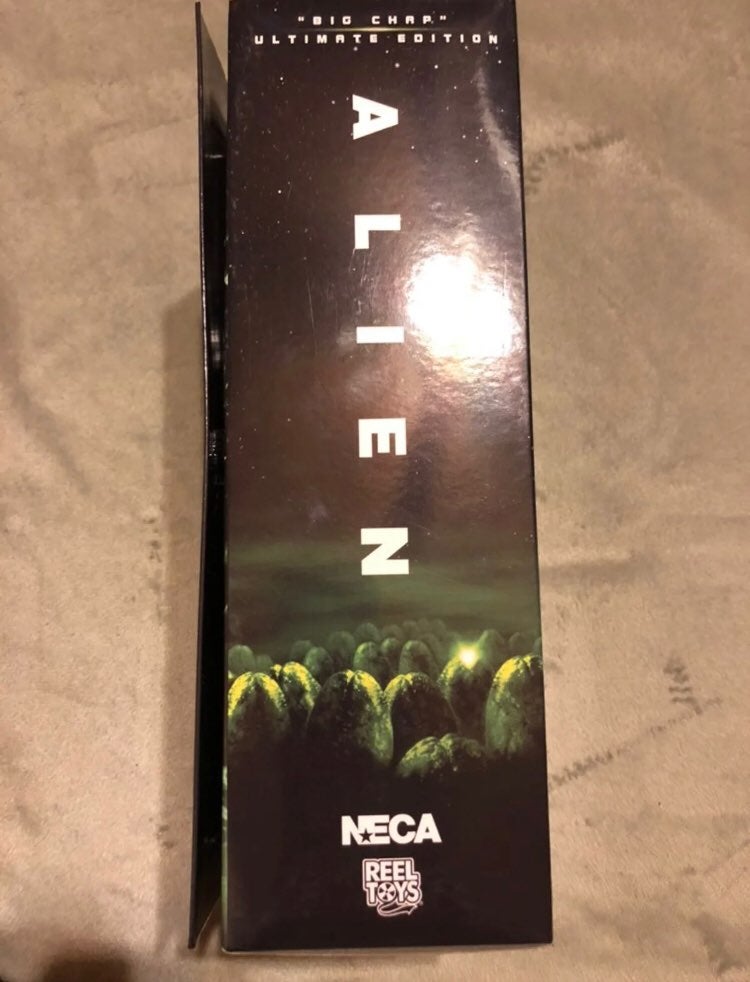 "BIG CHAP"
ULTIMATE EDITION
ALIEN
NECA
REEL
TOYS